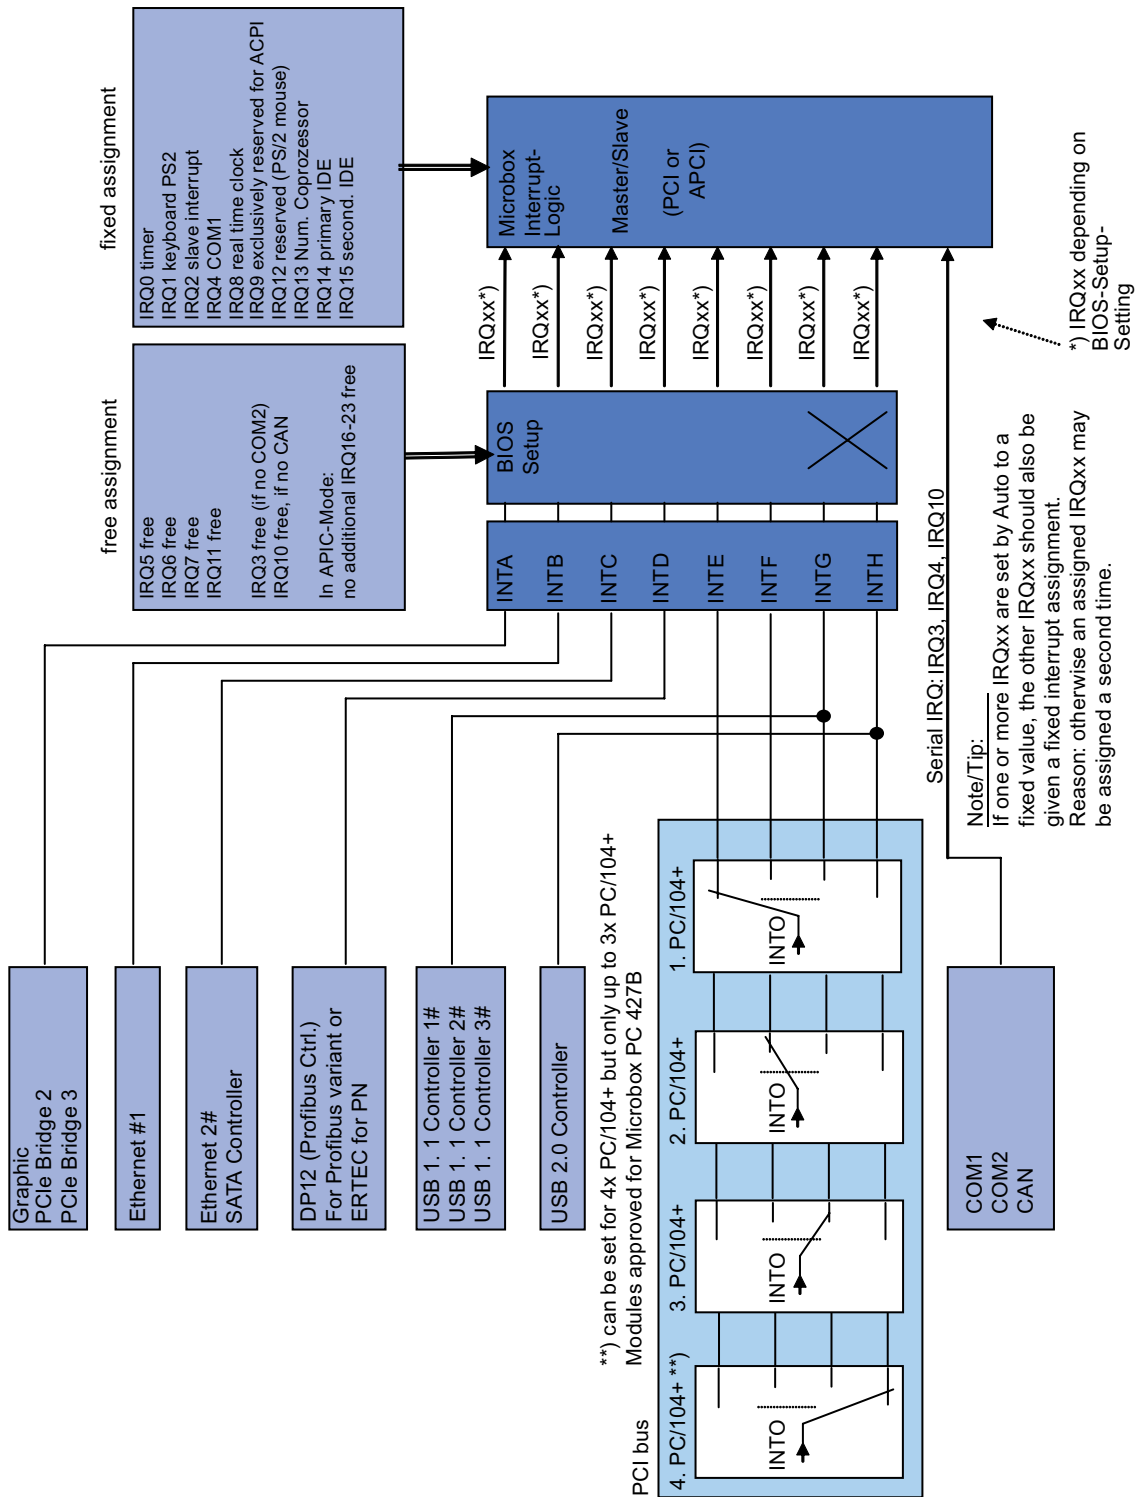 free assignment
IRQ5 free
IRQ6 free
IRQ7 free
IRQ11 free
IRQ3 free (if no COM2)
IRQ10 free, if no CAN
In APIC-Mode:
no additional IRQ16-23 free
fixed assignment
IRQ0 timer
IRQ1 keyboard PS2
IRQ2 slave interrupt
IRQ4 COM1
IRQ8 real time clock
IRQ9 exclusively reserved for ACPI
IRQ12 reserved (PS/2 mouse)
IRQ13 Num. Coprozessor
IRQ14 primary IDE
IRQ15 second. IDE
Graphic
PCIe Bridge 2
PCIe Bridge 3
Ethernet #1
Ethernet 2#
SATA Controller
DP12 (Profibus Ctrl.)
For Profibus variant or
ERTEC for PN
USB 1. 1 Controller 1#
USB 1. 1 Controller 2#
USB 1. 1 Controller 3#
USB 2.0 Controller
INTA
INTB
INTC
INTD
INTE
INTF
INTG
INTH
BIOS
Setup
IRQxx*)
IRQxx*)
IRQxx*)
IRQxx*)
IRQxx*)
IRQxx*)
IRQxx*)
IRQxx*)
Microbox
Interrupt-
Logic
Master/Slave
(PCI or
APCI)
**) can be set for 4x PC/104+ but only up to 3x PC/104+
Modules approved for Microbox PC 427B
PCI bus
4. PC/104+ **)
3. PC/104+
2. PC/104+
1. PC/104+
INTO
INTO
INTO
INTO
COM1
COM2
CAN
Serial IRQ: IRQ3, IRQ4, IRQ10
Note/Tip:
If one or more IRQxx are set by Auto to a
fixed value, the other IRQxx should also be
given a fixed interrupt assignment.
Reason: otherwise an assigned IRQxx may
be assigned a second time.
*) IRQxx depending on
BIOS-Setup-
Setting